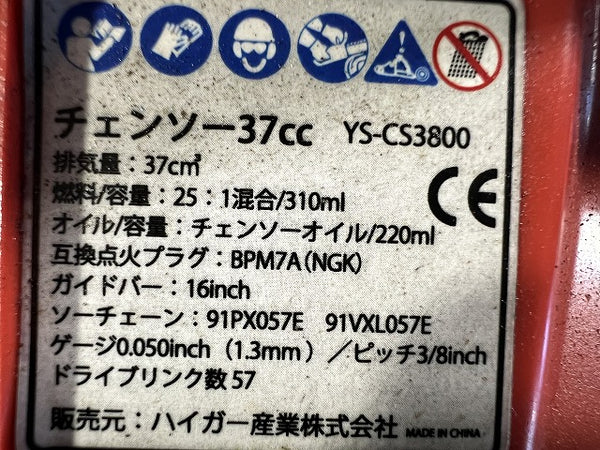 チェンソー37cc YS-CS3800
排気量：37c㎥
燃料/容量：25：1混合/310ml
CE
オイル/容量：チェンソーオイル/220ml
互換点火プラグ：BPM7A(NGK)
ガイドバー：16inch
ソーチェーン：91PX057E 91VXL057E
ゲージ0.050inch（1.3mm）／ピッチ3/8inch
ドライブリンク数57
販売元：ハイガー産業株式会社 MADE IN CHINA